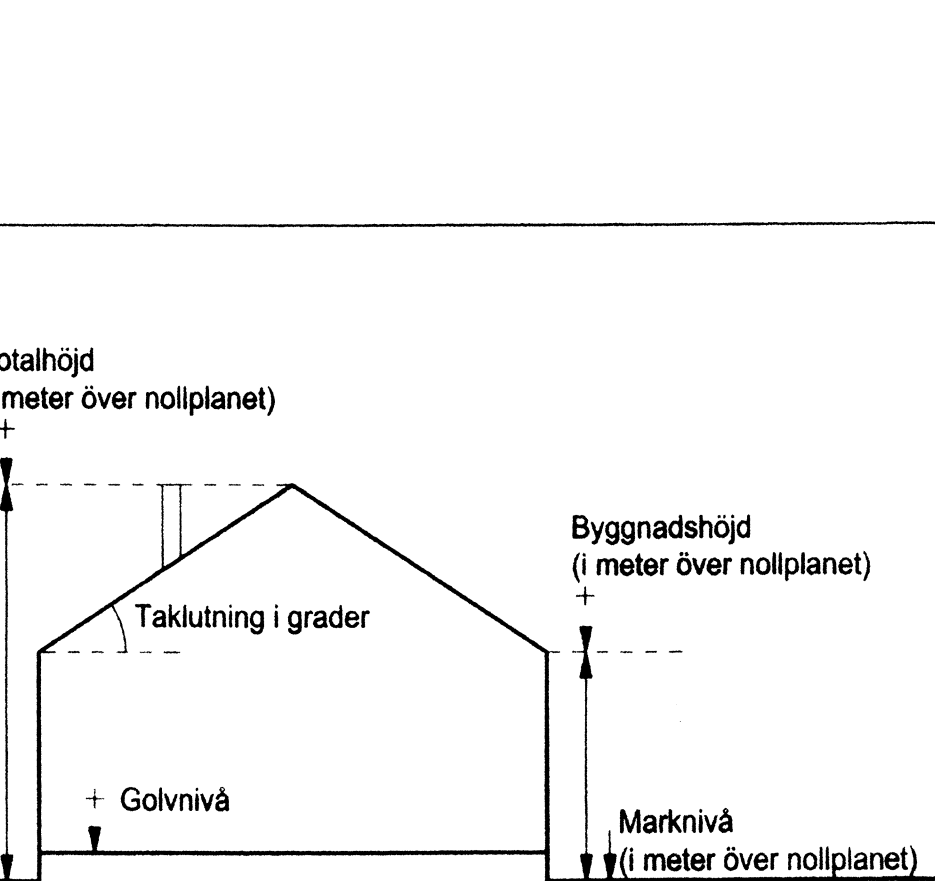 otalhöjd
meter över nollplanet)
+
Byggnadshöjd
(i meter över nollplanet)
+
Taklutning i grader
+ Golvnivå
Marknivå
(i meter över nollplanet)